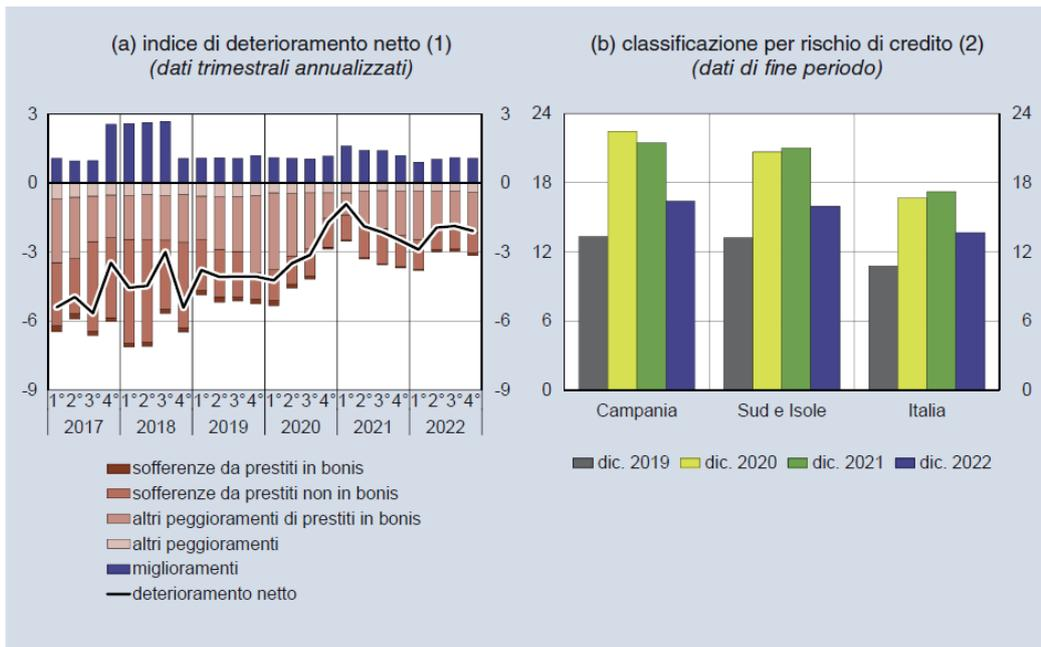 (a) indice di deterioramento netto (1)
(dati trimestrali annualizzati)
3
0
-3
-6
-9
3
0
-3
-6
-9
1° 2° 3° 4° 1° 2° 3° 4° 1° 2° 3° 4° 1° 2° 3° 4° 1° 2° 3° 4° 1° 2° 3° 4°
2017 2018 2019 2020 2021 2022
sofferenze da prestiti in bonis
sofferenze da prestiti non in bonis
altri peggioramenti di prestiti in bonis
altri peggioramenti
miglioramenti
deterioramento netto
(b) classificazione per rischio di credito (2)
(dati di fine periodo)
24
18
12
6
0
24
18
12
6
0
Campania Sud e Isole Italia
dic. 2019 dic. 2020 dic. 2021 dic. 2022